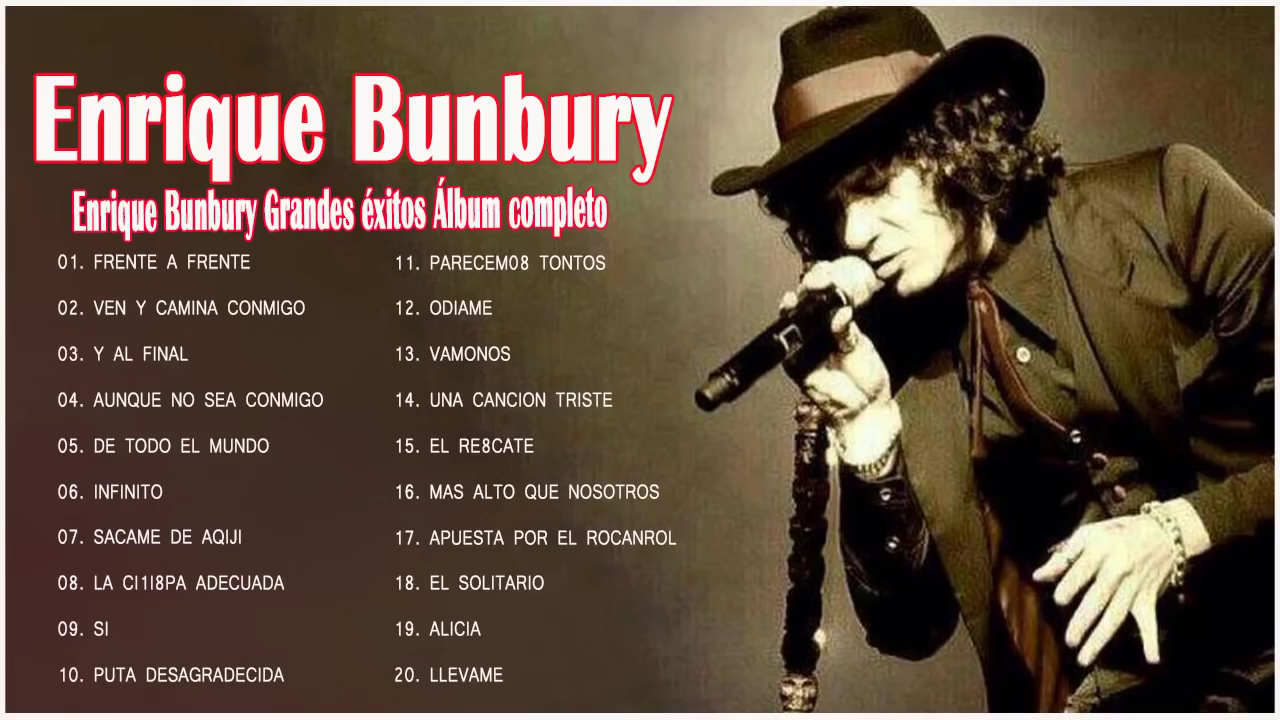 Enrique Bunbury
Enrique Bunbury Grandes éxitos Álbum completo
01. FRENTE A FRENTE
02. VEN Y CAMINA CONMIGO
03. Y AL FINAL
04. AUNQUE NO SEA CONMIGO
05. DE TODO EL MUNDO
06. INFINITO
07. SACAME DE AQIJI
08. LA CI1I8PA ADECUADA
09. SI
10. PUTA DESAGRADECIDA
11. PARECEM08 TONTOS
12. ODIAME
13. VAMONOS
14. UNA CANCION TRISTE
15. EL RE8CATE
16. MAS ALTO QUE NOSOTROS
17. APUESTA POR EL ROCANROL
18. EL SOLITARIO
19. ALICIA
20. LLEVAME